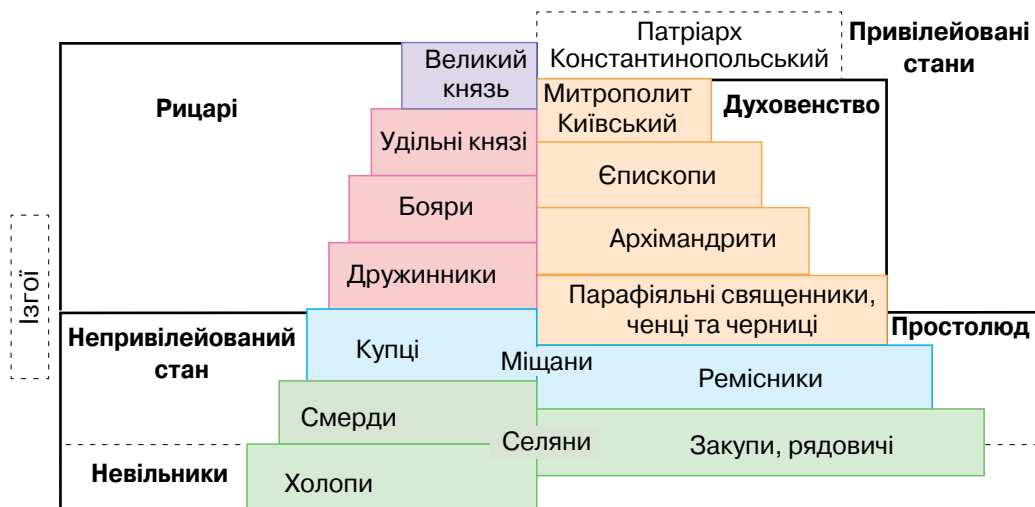 Патріарх
Константинопольський
Привілейовані
стани
Великий
князь
Рицарі
Митрополит
Київський
Духовенство
Удільні князі
Єпископи
Бояри
Архімандрити
Ізгої
Дружинники
Парафіяльні священники,
ченці та черниці
Непривілейований
стан
Простолюд
Купці
Міщани
Ремісники
Смерди
Селяни
Закупи, рядовичі
Невільники
Холопи